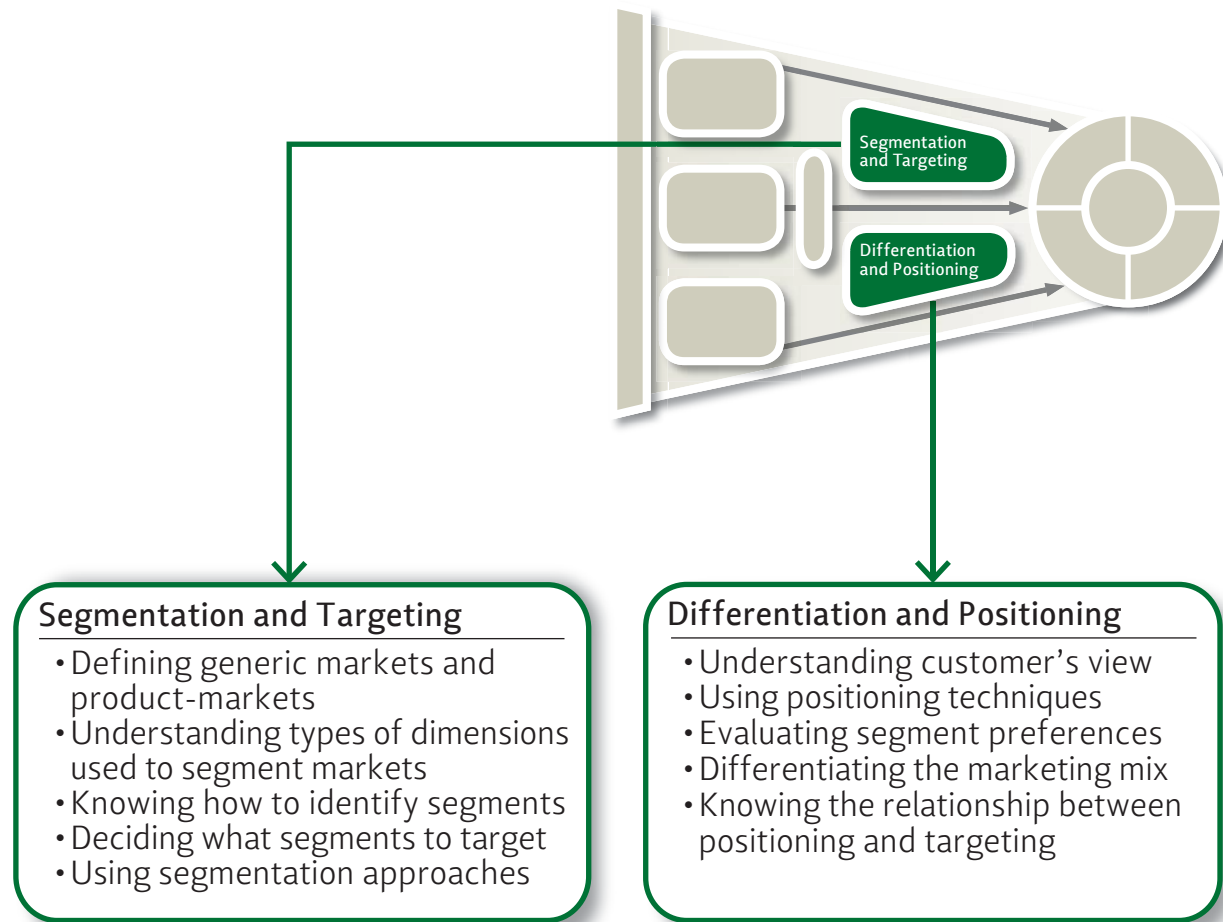 Segmentation
and Targeting
Differentiation
and Positioning
Segmentation and Targeting
• Defining generic markets and
product-markets
• Understanding types of dimensions
used to segment markets
• Knowing how to identify segments
• Deciding what segments to target
• Using segmentation approaches
Differentiation and Positioning
• Understanding customer’s view
• Using positioning techniques
• Evaluating segment preferences
• Differentiating the marketing mix
• Knowing the relationship between
positioning and targeting